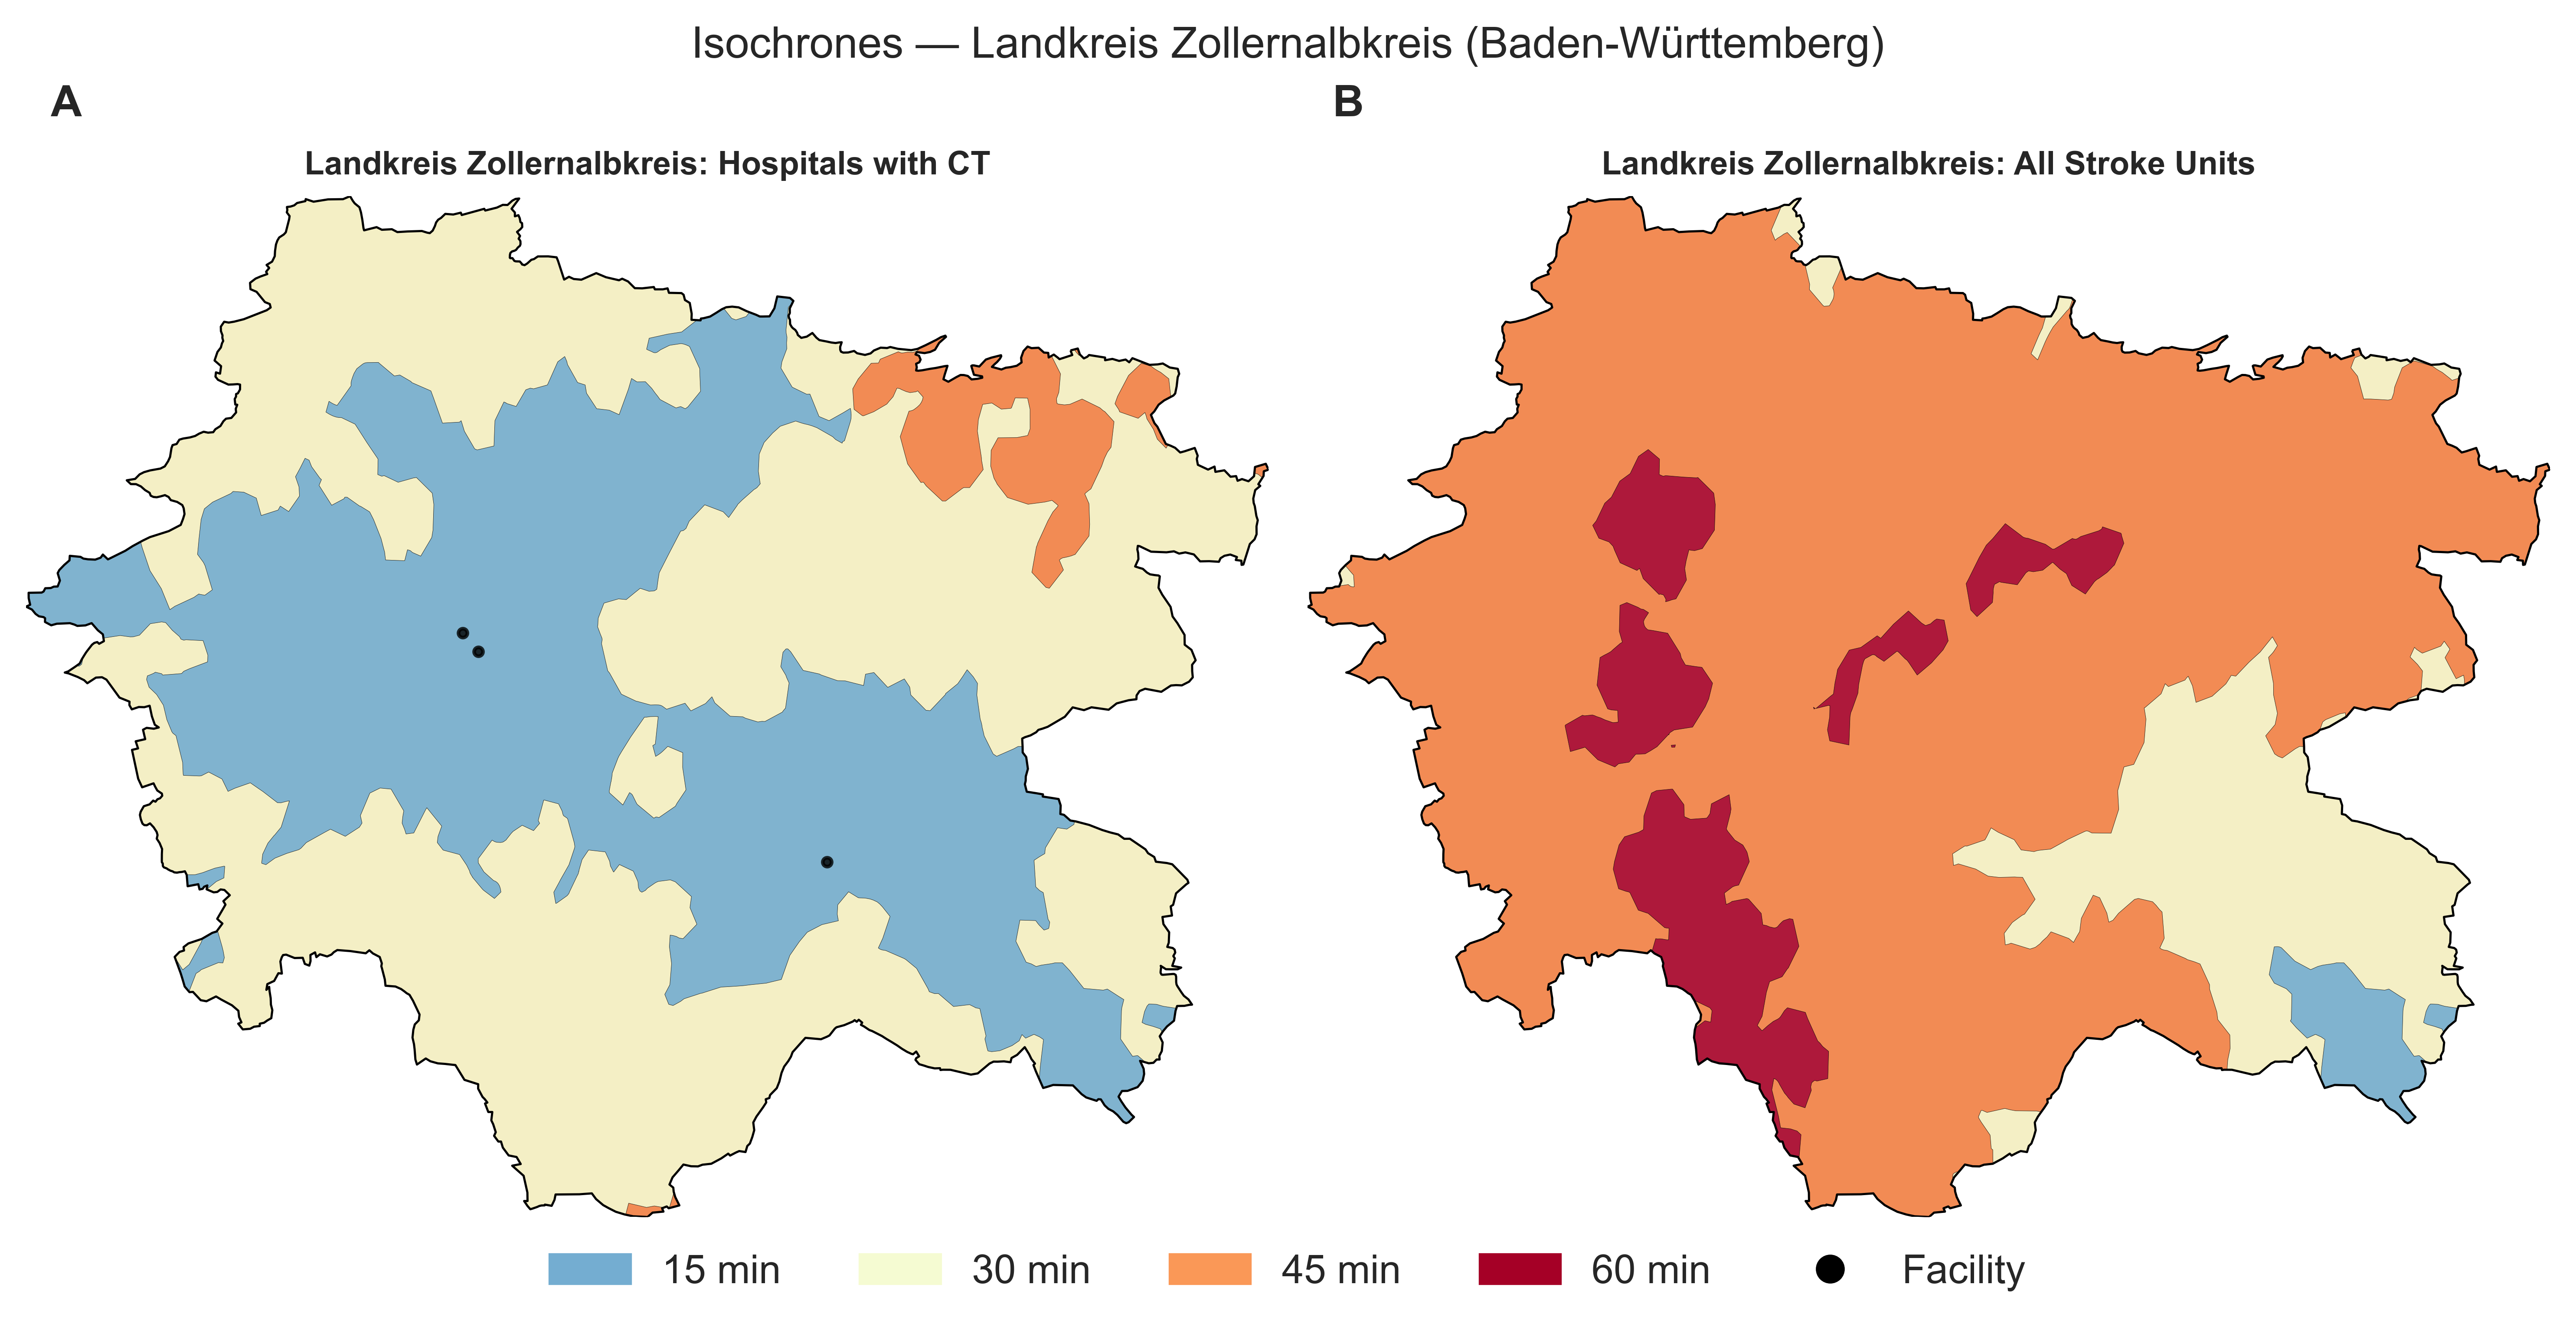 Isochrones — Landkreis Zollernalbkreis (Baden-Württemberg)
A
B
Landkreis Zollernalbkreis: Hospitals with CT
Landkreis Zollernalbkreis: All Stroke Units
15 min
30 min
45 min
60 min
Facility